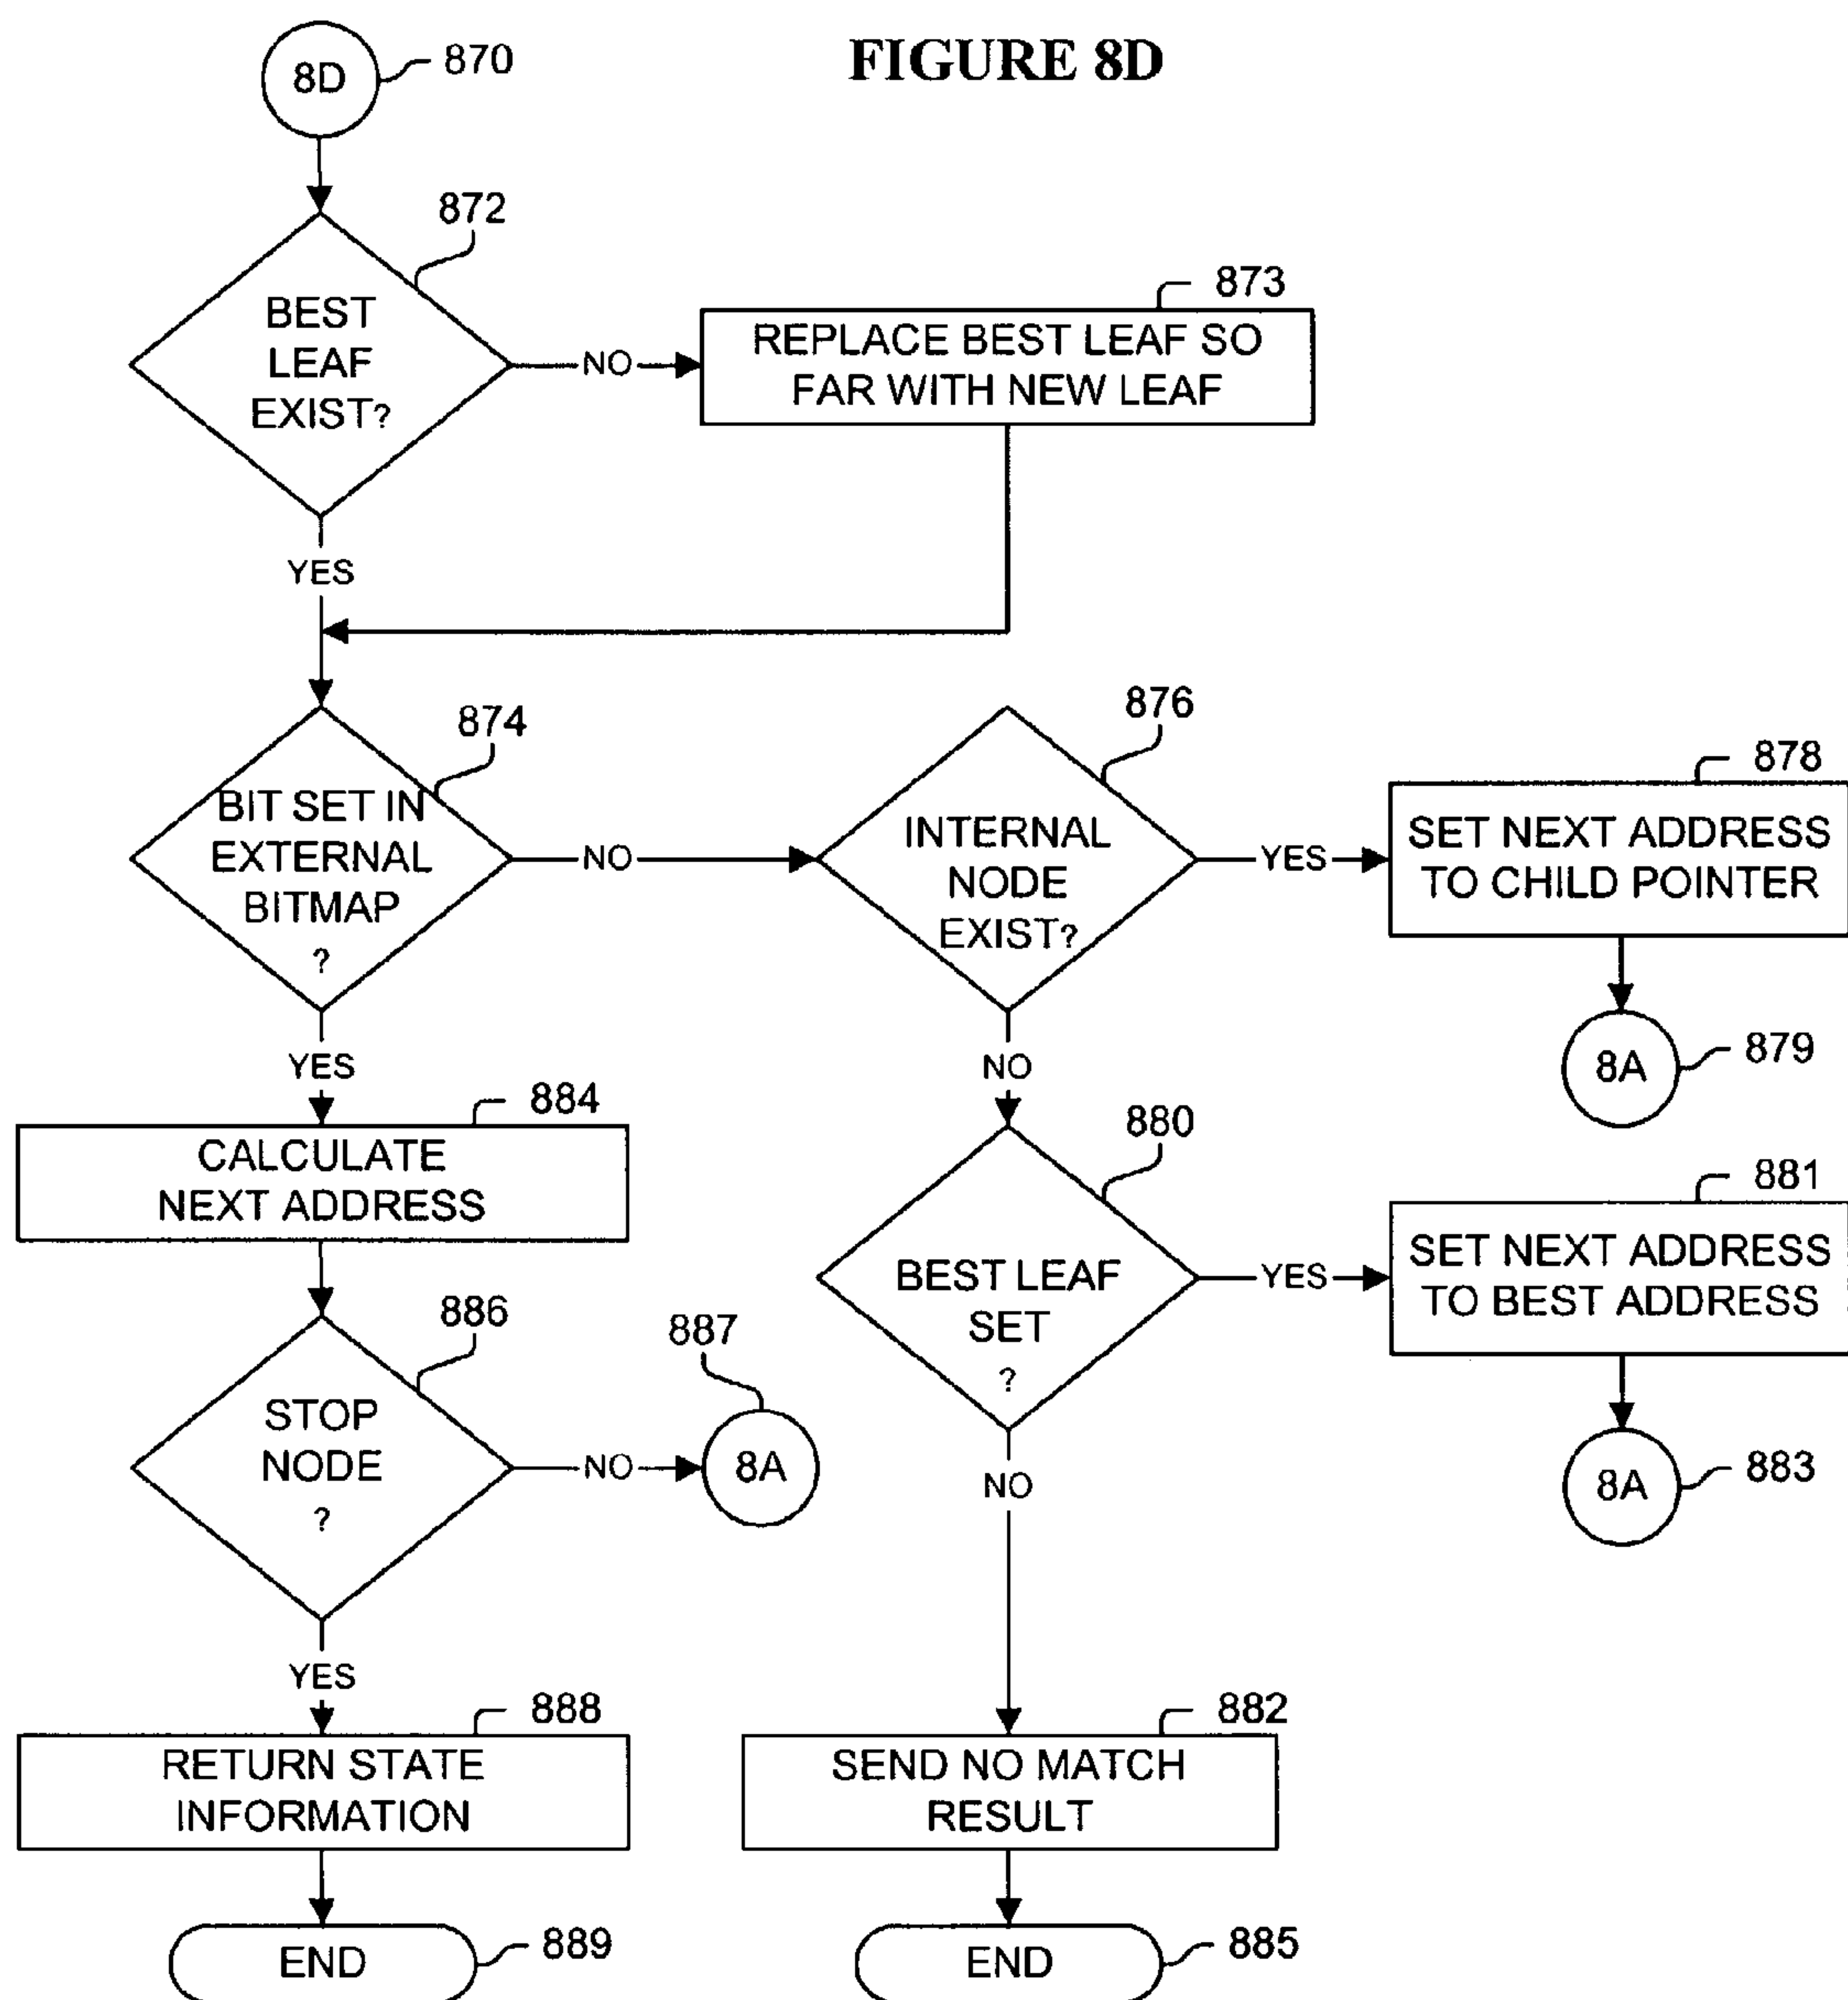 FIGURE 8D
8D
870
872
BEST
LEAF
EXIST?
NO
873
REPLACE BEST LEAF SO
FAR WITH NEW LEAF
YES
874
BIT SET IN
EXTERNAL
BITMAP
?
NO
876
INTERNAL
NODE
EXIST?
YES
878
SET NEXT ADDRESS
TO CHILD POINTER
8A
879
YES
NO
884
CALCULATE
NEXT ADDRESS
880
BEST LEAF
SET
?
YES
881
SET NEXT ADDRESS
TO BEST ADDRESS
8A
883
886
STOP
NODE
?
NO
887
8A
NO
YES
888
RETURN STATE
INFORMATION
882
SEND NO MATCH
RESULT
END
889
END
885